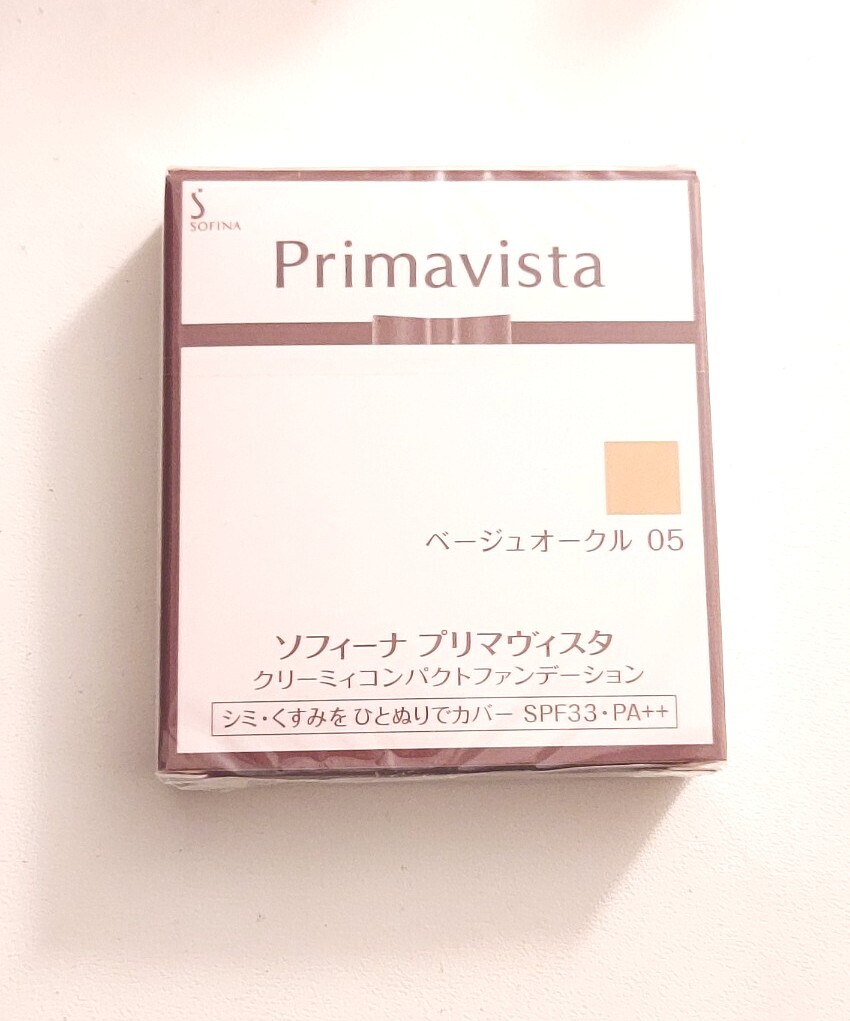 SOFINA
Primavista
ベージュオークル 05
ソフィーナ プリマヴィスタ
クリーミィコンパクトファンデーション
シミ・くすみを ひとぬりでカバー SPF33・PA++